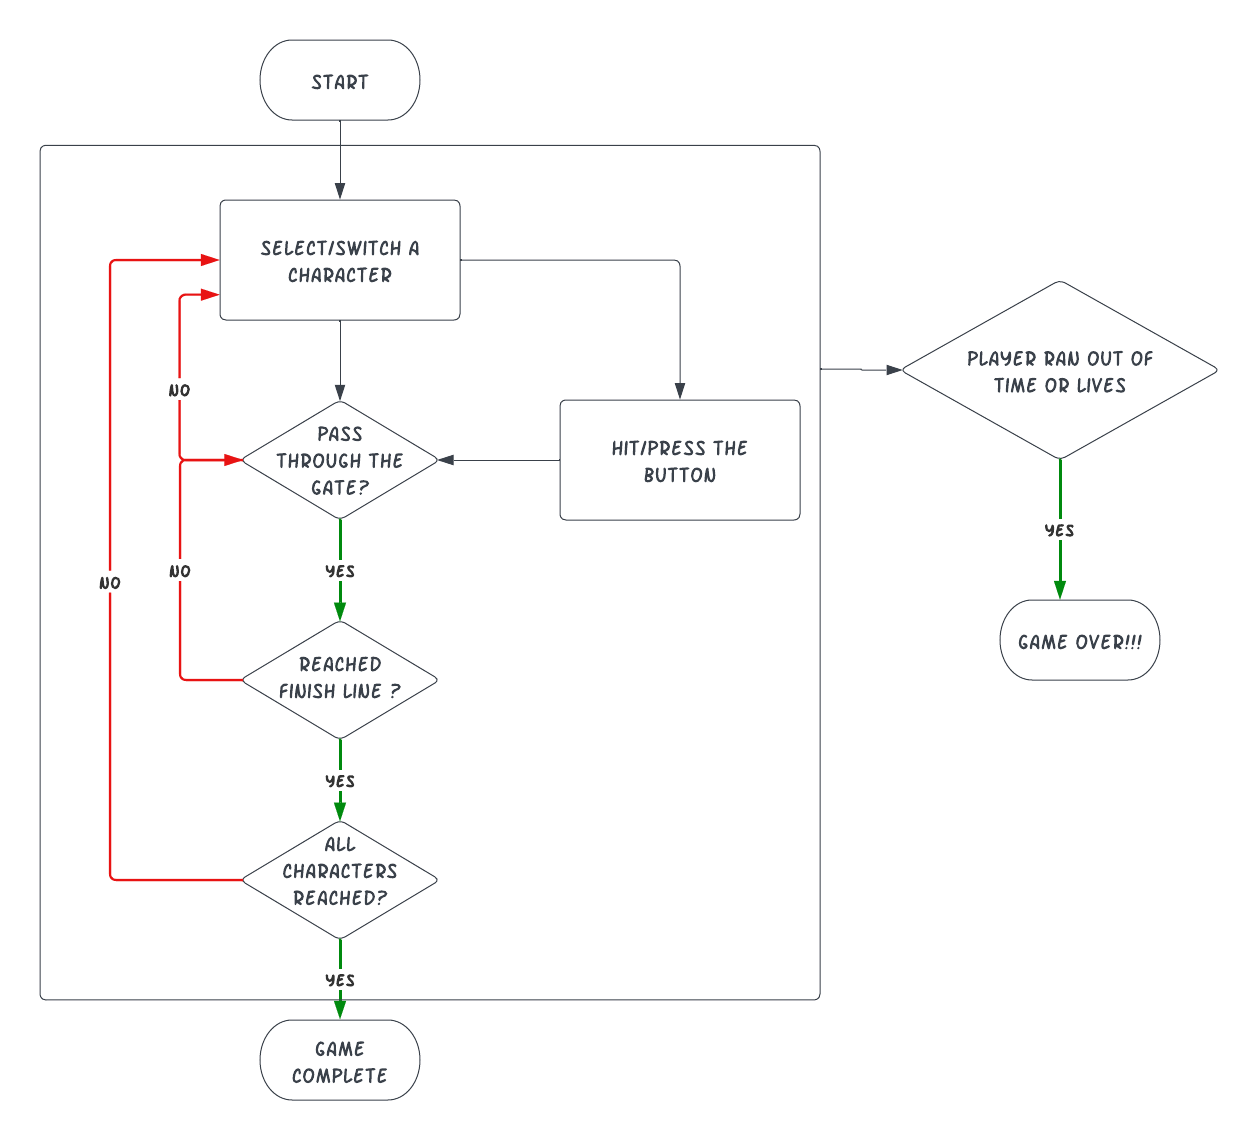 START
SELECT/SWITCH A
CHARACTER
NO
PASS
THROUGH THE
GATE?
HIT/PRESS THE
BUTTON
PLAYER RAN OUT OF
TIME OR LIVES
YES
GAME OVER!!!
NO
NO
YES
REACHED
FINISH LINE ?
YES
ALL
CHARACTERS
REACHED?
YES
GAME
COMPLETE